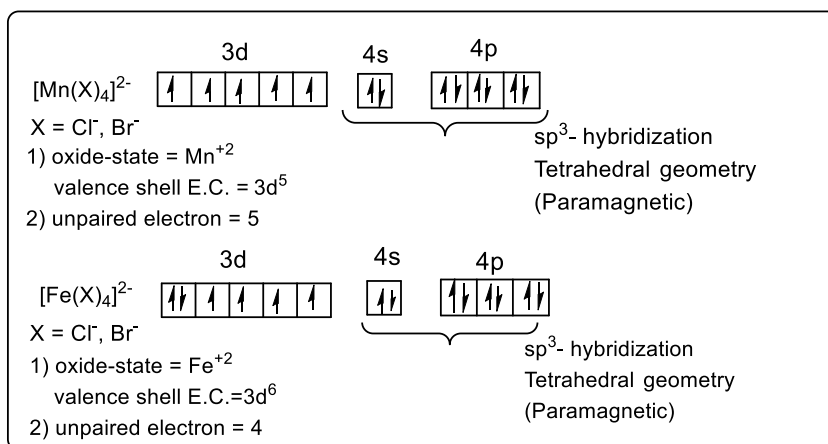 3d 4s 4p
[Mn(X)4]2-
X = Cl-, Br-
1) oxide-state = Mn+2
valence shell E.C. = 3d5
2) unpaired electron = 5
sp3- hybridization
Tetrahedral geometry
(Paramagnetic)
3d 4s 4p
[Fe(X)4]2-
X = Cl-, Br-
1) oxide-state = Fe+2
valence shell E.C.=3d6
2) unpaired electron = 4
sp3- hybridization
Tetrahedral geometry
(Paramagnetic)